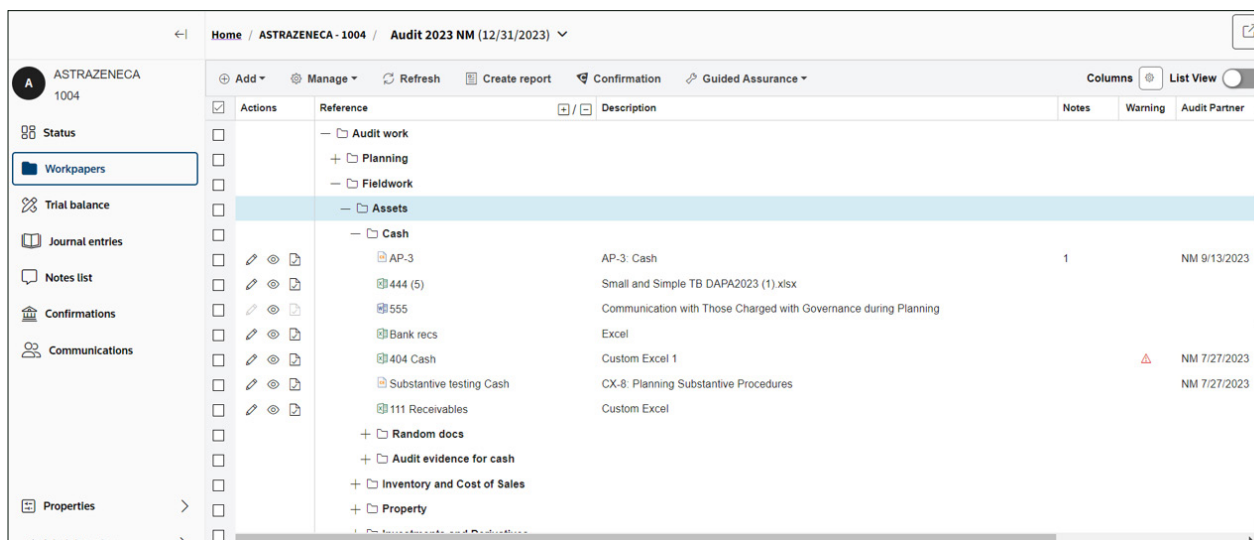 Home / ASTRAZENECA - 1004 / Audit 2023 NM (12/31/2023)
A
ASTRAZENECA
1004
Status
Workpapers
Trial balance
Journal entries
Notes list
Confirmations
Communications
Properties
Add Manage Refresh Create report Confirmation Guided Assurance Columns List View
Actions Reference + / − Description Notes Warning Audit Partner
Audit work
Planning
Fieldwork
Assets
Cash
AP-3 AP-3: Cash 1 NM 9/13/2023
444 (5) Small and Simple TB DAPA2023 (1).xlsx
555 Communication with Those Charged with Governance during Planning
Bank recs Excel
404 Cash Custom Excel 1 NM 7/27/2023
Substantive testing Cash CX-8: Planning Substantive Procedures NM 7/27/2023
111 Receivables Custom Excel
Random docs
Audit evidence for cash
Inventory and Cost of Sales
Property
Investments and Derivatives